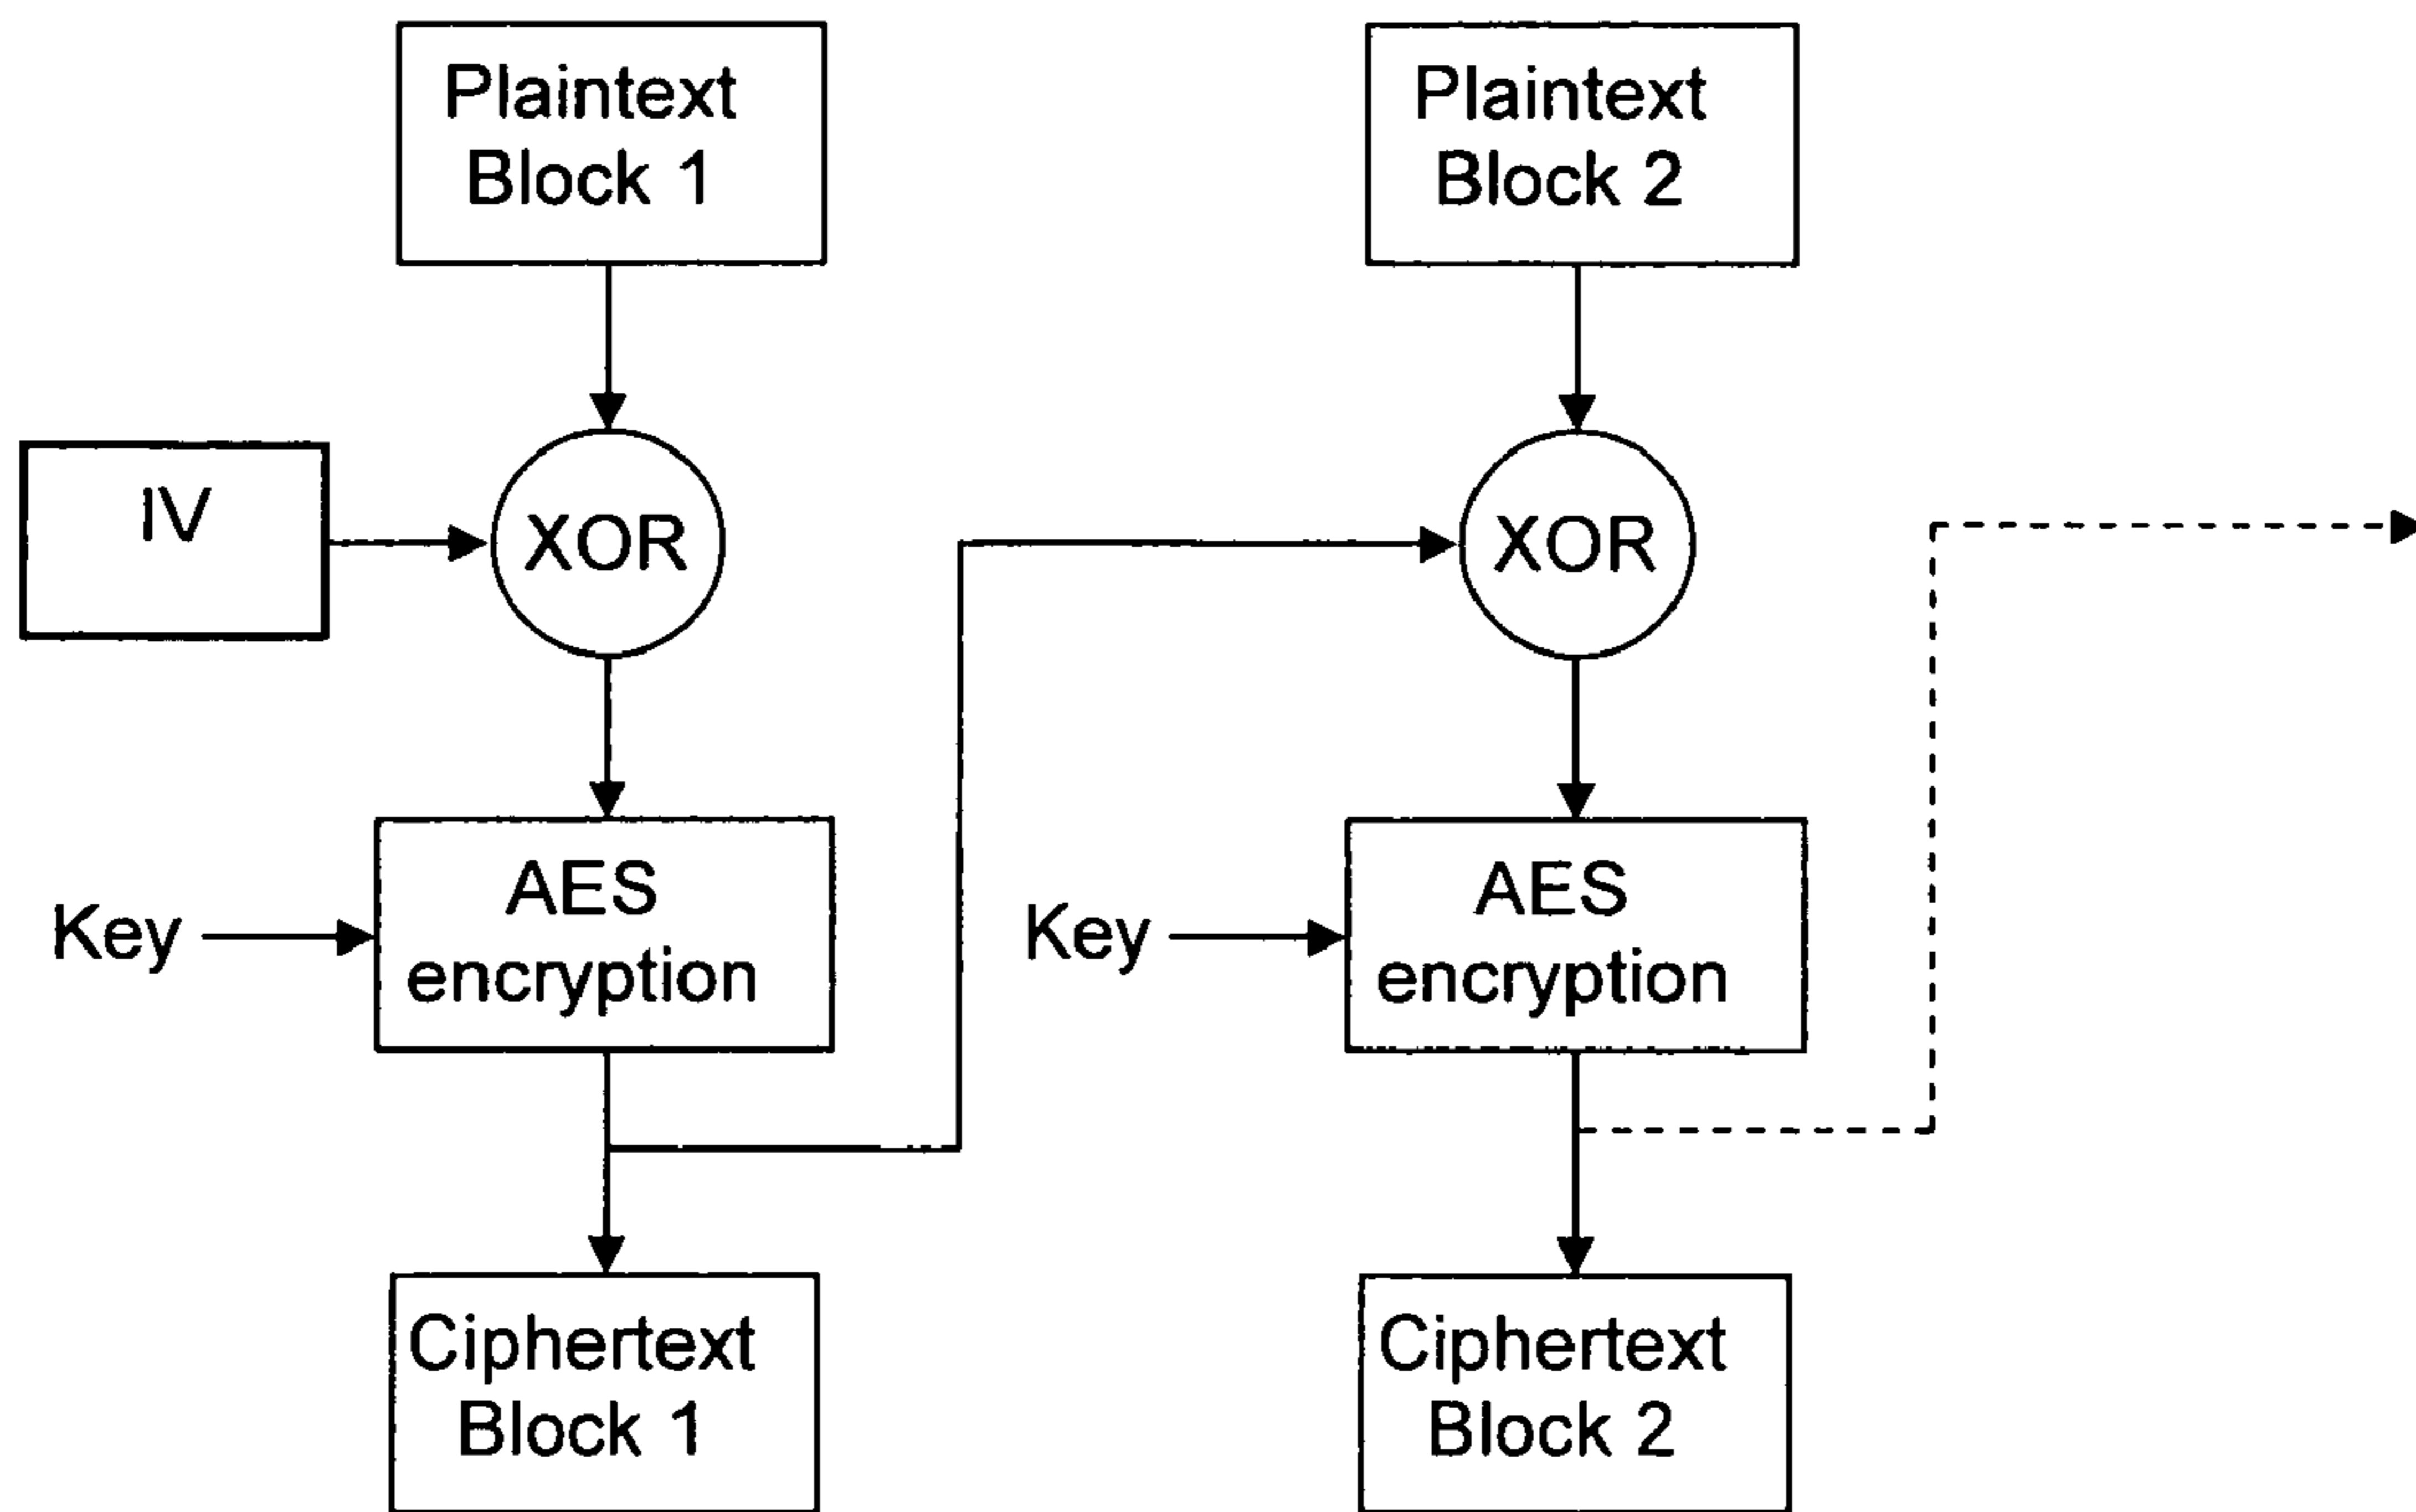 Plaintext
Block 1
Plaintext
Block 2
IV
XOR
XOR
Key
AES
encryption
Key
AES
encryption
Ciphertext
Block 1
Ciphertext
Block 2